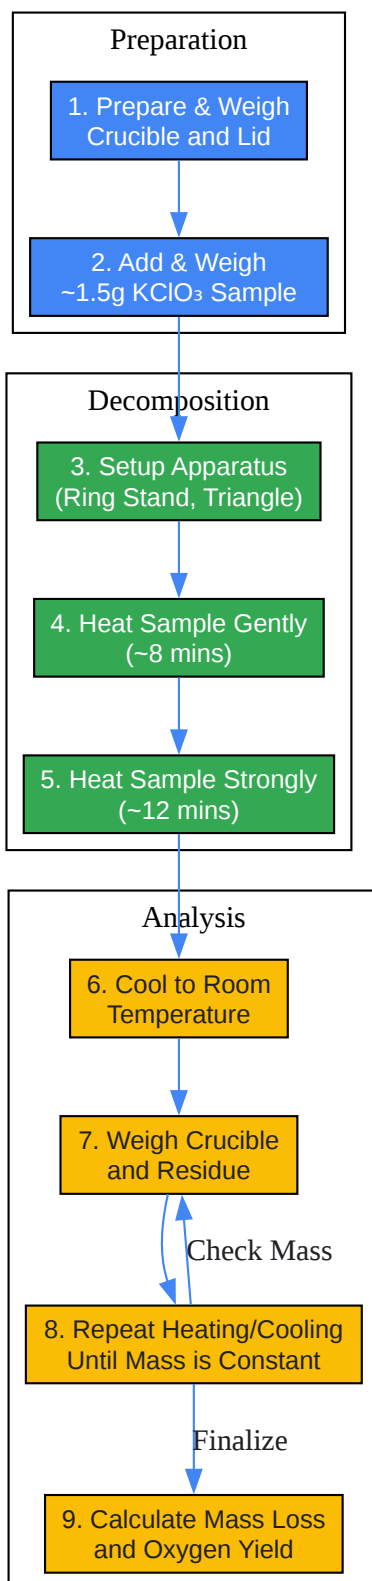 Preparation
1. Prepare & Weigh
Crucible and Lid
2. Add & Weigh
~1.5g KClO₃ Sample
Decomposition
3. Setup Apparatus
(Ring Stand, Triangle)
4. Heat Sample Gently
(~8 mins)
5. Heat Sample Strongly
(~12 mins)
Analysis
6. Cool to Room
Temperature
7. Weigh Crucible
and Residue
Check Mass
8. Repeat Heating/Cooling
Until Mass is Constant
Finalize
9. Calculate Mass Loss
and Oxygen Yield